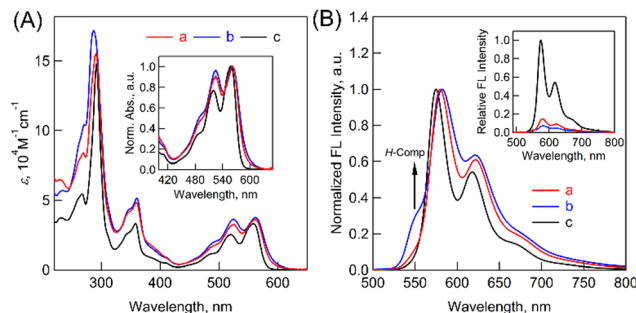 (A)
a b c
15
10
5
0
ε, 10⁴M⁻¹ cm⁻¹
300 400 500 600
Wavelength, nm
1.0
0.8
0.6
0.4
0.2
0.0
Norm. Abs., a.u.
420 480 540 600
Wavelength, nm
(B)
1.4
1.2
1.0
0.8
0.6
0.4
0.2
0.0
Normalized FL Intensity, a.u.
500 550 600 650 700 750 800
Wavelength, nm
H-Comp
a
b
c
1.0
0.8
0.6
0.4
0.2
0.0
Relative FL Intensity
500 600 700 800
Wavelength, nm